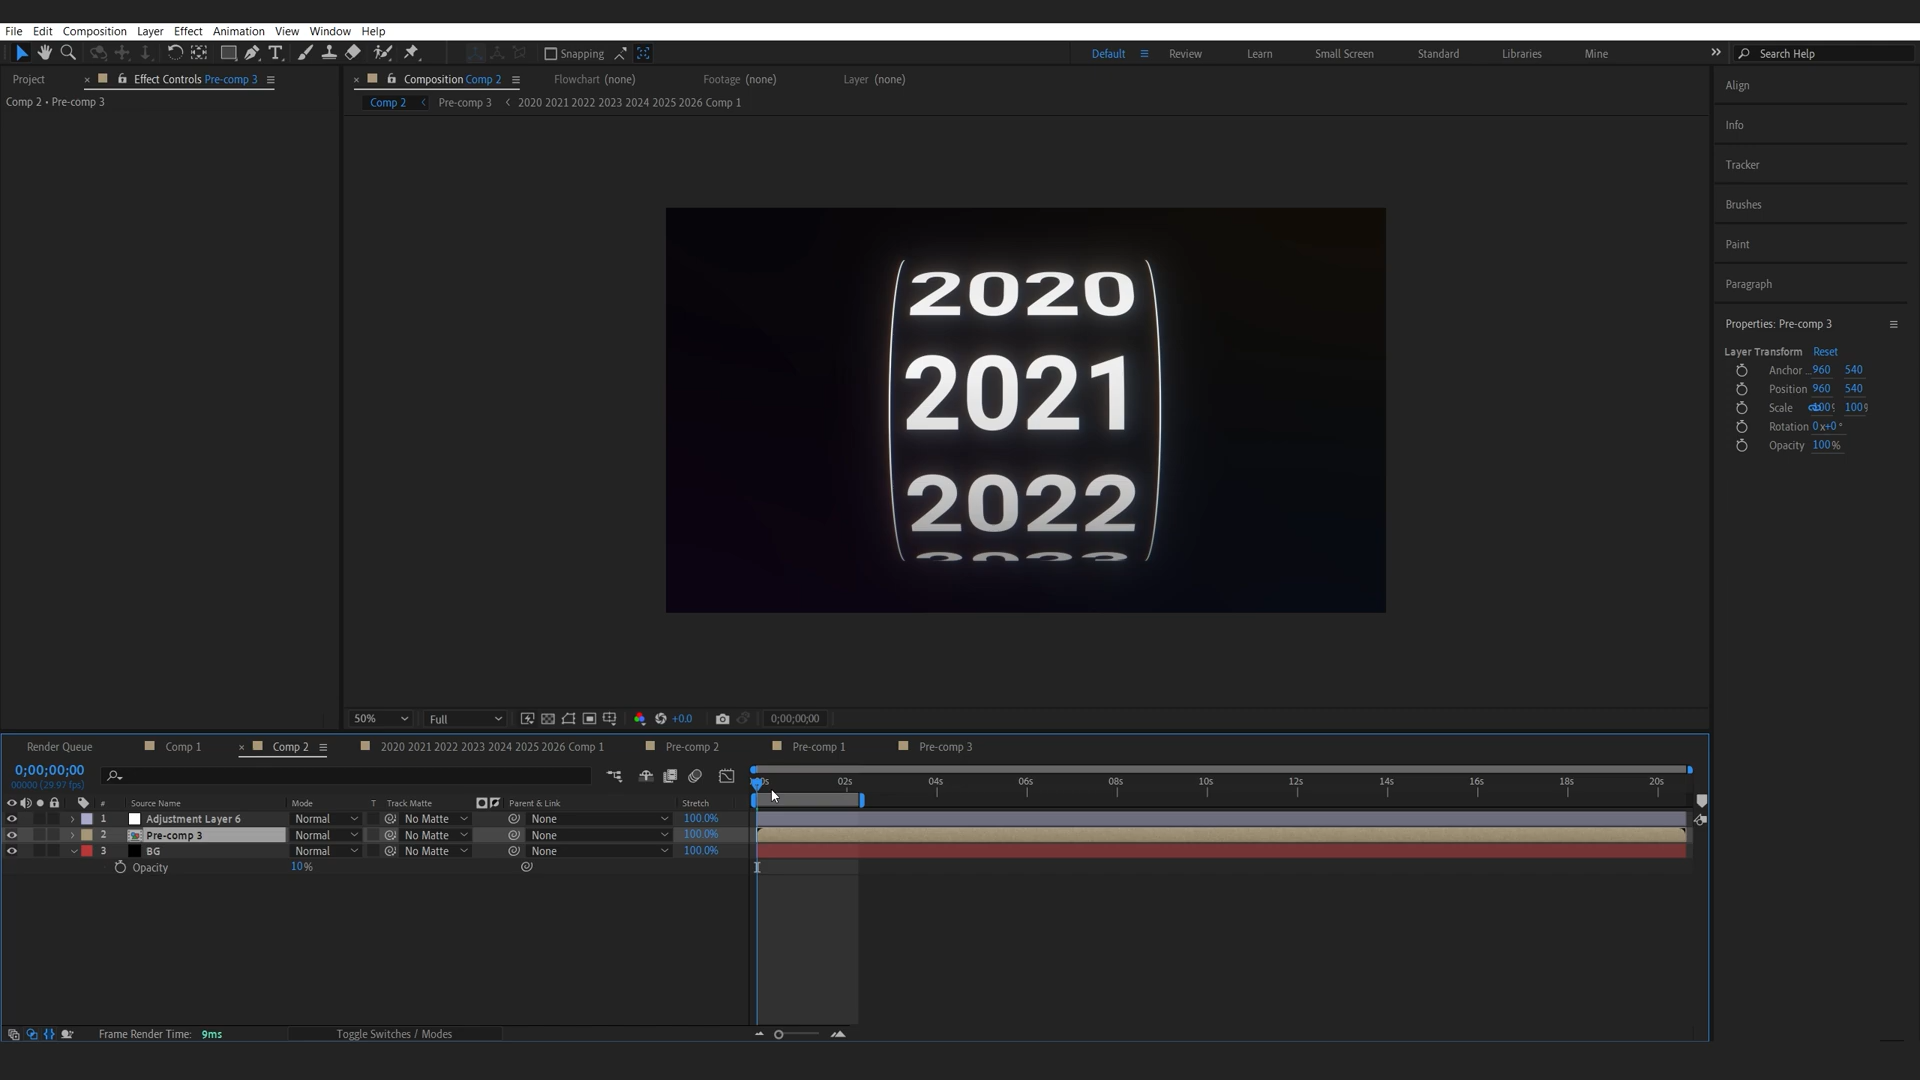 File Edit Composition Layer Effect Animation View Window Help
Snapping Default Review Learn Small Screen Standard Libraries Mine Search Help
Project Effect Controls Pre-comp 3 Composition Comp 2 Flowchart (none) Footage (none) Layer (none)
Comp 2 • Pre-comp 3 Comp 2 Pre-comp 3 2020 2021 2022 2023 2024 2025 2026 Comp 1
Align
Info
Tracker
Brushes
Paint
Paragraph
Properties: Pre-comp 3
Layer Transform Reset
Anchor .. 960 540
Position 960 540
Scale 100% 100%
Rotation 0x+0°
Opacity 100%
2020
2021
2022
2023
50% Full +0.0 0;00;00;00
Render Queue Comp 1 Comp 2 2020 2021 2022 2023 2024 2025 2026 Comp 1 Pre-comp 2 Pre-comp 1 Pre-comp 3
0;00;00;00
00000 (29.97 fps)
02s 04s 06s 08s 10s 12s 14s 16s 18s 20s
# Source Name Mode T Track Matte Parent & Link Stretch
1 Adjustment Layer 6 Normal No Matte None 100.0%
2 Pre-comp 3 Normal No Matte None 100.0%
3 BG Normal No Matte None 100.0%
Opacity 10%
Frame Render Time: 9ms Toggle Switches / Modes